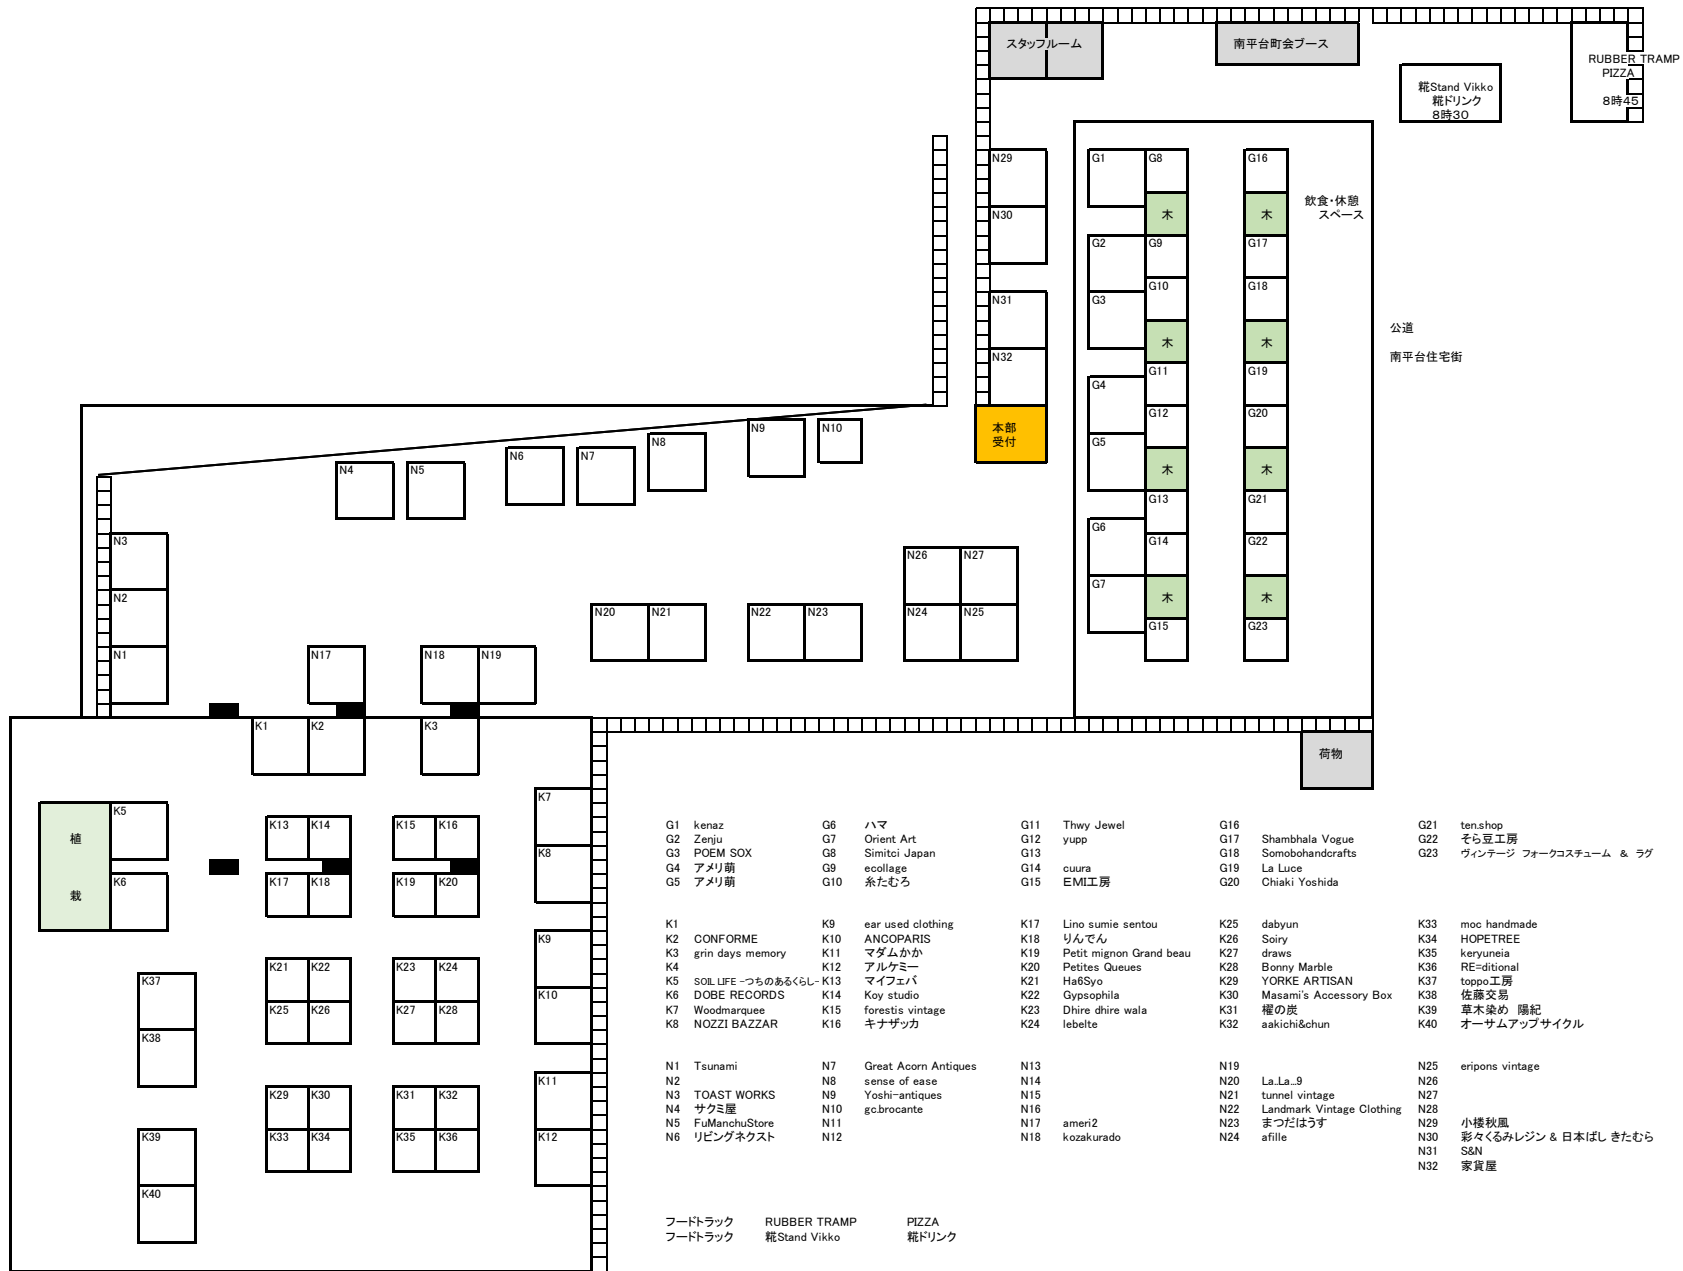 スタッフルーム
南平台町会ブース
RUBBER TRAMP
PIZZA
8時45
糀Stand Vikko
糀ドリンク
8時30
N29
G1
G8
G16
木
木
飲食・休憩
スペース
N30
G2
G9
G17
G10
G18
N31
G3
木
木
公道
南平台住宅街
N32
G4
G11
G19
G12
G20
本部
受付
G5
木
木
N4
N5
N6
N7
N8
N9
N10
G13
G21
G6
G14
G22
N3
N26
N27
N2
G7
木
木
N20
N21
N22
N23
N24
N25
G15
G23
N1
N17
N18
N19
K1
K2
K3
荷物
K7
植
栽
K5
K13
K14
K15
K16
K8
K6
K17
K18
K19
K20
K9
K21
K22
K23
K24
K37
K10
K25
K26
K27
K28
K38
K11
K29
K30
K31
K32
K39
K12
K33
K34
K35
K36
K40
G1 kenaz G6 ハマ G11 Thwy Jewel G16 G21 ten.shop
G2 Zenju G7 Orient Art G12 yupp G17 Shambhala Vogue G22 そら豆工房
G3 POEM SOX G8 Simitci Japan G13 G18 Somobohandcrafts G23 ヴィンテージ フォークコスチューム & ラグ
G4 アメリ萌 G9 ecollage G14 cuura G19 La Luce
G5 アメリ萌 G10 糸たむろ G15 EMI工房 G20 Chiaki Yoshida
K1 K9 ear used clothing K17 Lino sumie sentou K25 dabyun K33 moc handmade
K2 CONFORME K10 ANCOPARIS K18 りんでん K26 Soiry K34 HOPETREE
K3 grin days memory K11 マダムかか K19 Petit mignon Grand beau K27 draws K35 keryuneia
K4 K12 アルケミー K20 Petites Queues K28 Bonny Marble K36 RE=ditional
K5 SOIL LIFE -つちのあるくらし- K13 マイフェバ K21 Ha6Syo K29 YORKE ARTISAN K37 toppo工房
K6 DOBE RECORDS K14 Koy studio K22 Gypsophila K30 Masami's Accessory Box K38 佐藤交易
K7 Woodmarquee K15 forestis vintage K23 Dhire dhire wala K31 櫂の炭 K39 草木染め 陽紀
K8 NOZZI BAZZAR K16 キナザッカ K24 lebelte K32 aakichi&chun K40 オーサムアップサイクル
N1 Tsunami N7 Great Acorn Antiques N13 N19 N25 eripons vintage
N2 N8 sense of ease N14 N20 La..La...9 N26
N3 TOAST WORKS N9 Yoshi-antiques N15 N21 tunnel vintage N27
N4 サクミ屋 N10 gc.brocante N16 N22 Landmark Vintage Clothing N28
N5 FuManchuStore N11 N17 ameri2 N23 まつだはうす N29 小楼秋風
N6 リビングネクスト N12 N18 kozakurado N24 afille N30 彩々くるみレジン & 日本ばし きたむら
N31 S&N
N32 家貨屋
フードトラック RUBBER TRAMP PIZZA
フードトラック 糀Stand Vikko 糀ドリンク